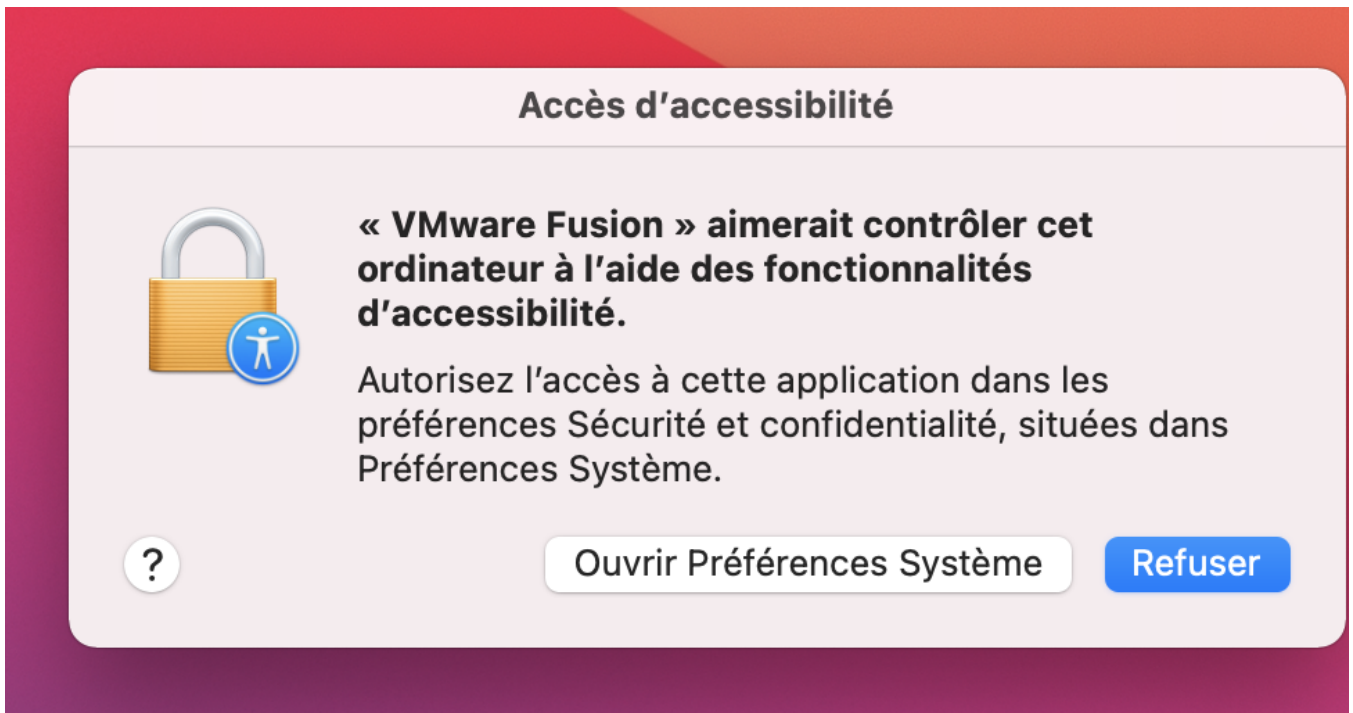 Accès d’accessibilité
« VMware Fusion » aimerait contrôler cet
ordinateur à l’aide des fonctionnalités
d’accessibilité.
Autorisez l’accès à cette application dans les
préférences Sécurité et confidentialité, situées dans
Préférences Système.
?
Ouvrir Préférences Système
Refuser